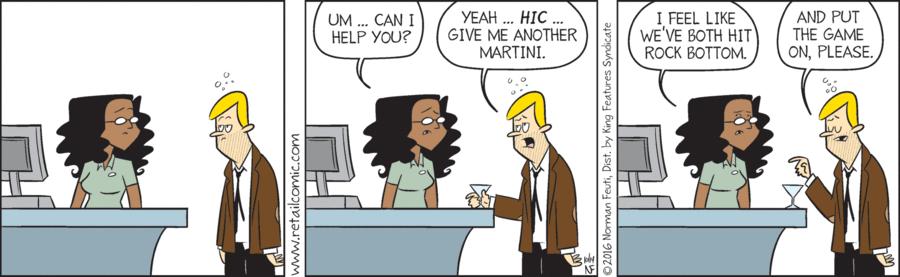 www.retailcomic.com
UM ... CAN I
HELP YOU?
YEAH ... HIC ...
GIVE ME ANOTHER
MARTINI.
NF
©2016 Norman Feuti, Dist. by King Features Syndicate
I FEEL LIKE
WE'VE BOTH HIT
ROCK BOTTOM.
AND PUT
THE GAME
ON, PLEASE.